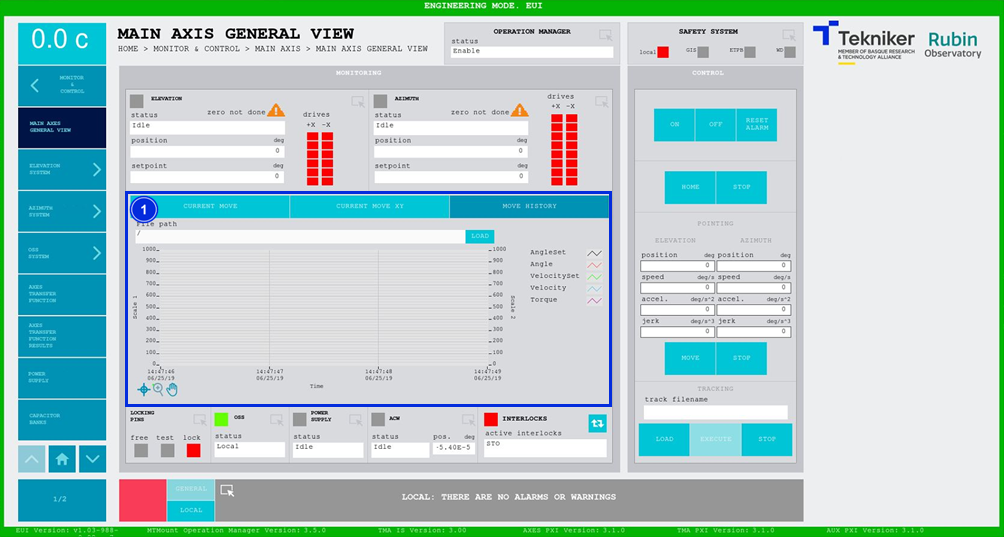 ENGINEERING MODE. EUI
0.0 c
MAIN AXIS GENERAL VIEW
HOME > MONITOR & CONTROL > MAIN AXIS > MAIN AXIS GENERAL VIEW
OPERATION MANAGER
status
Enable
SAFETY SYSTEM
local
GIS
ETPB
WD
Tekniker
MEMBER OF BASQUE RESEARCH
& TECHNOLOGY ALLIANCE
Rubin
Observatory
MONITOR
&
CONTROL
MAIN AXES
GENERAL VIEW
ELEVATION
SYSTEM
AZIMUTH
SYSTEM
OSS
SYSTEM
AXES
TRANSFER
FUNCTION
AXES
TRANSFER
FUNCTION
RESULTS
POWER
SUPPLY
CAPACITOR
BANKS
1/2
MONITORING
ELEVATION
status
zero not done
Idle
position deg
0
setpoint deg
0
drives
+X -X
AZIMUTH
status
zero not done
Idle
position deg
0
setpoint deg
0
drives
+X -X
1
CURRENT MOVE
CURRENT MOVE XY
MOVE HISTORY
File path
/
LOAD
1000
900
800
700
600
500
400
300
200
100
0
Scale 1
1000
900
800
700
600
500
400
300
200
100
0
Scale 2
14:47:46
06/25/19
14:47:47
06/25/19
14:47:48
06/25/19
14:47:49
06/25/19
Time
AngleSet
Angle
VelocitySet
Velocity
Torque
LOCKING
PINS
free test lock
OSS
status
Local
POWER
SUPPLY
status
Idle
ACW
status
Idle
pos. deg
-5.40E-5
INTERLOCKS
active interlocks
STO
CONTROL
ON
OFF
RESET
ALARM
HOME
STOP
POINTING
ELEVATION
AZIMUTH
position deg position deg
0 0
speed deg/s speed deg/s
0 0
accel. deg/s^2 accel. deg/s^2
0 0
jerk deg/s^3 jerk deg/s^3
0 0
MOVE
STOP
TRACKING
track filename
LOAD
EXECUTE
STOP
GENERAL
LOCAL
LOCAL: THERE ARE NO ALARMS OR WARNINGS
EUI Version: v1.03-988-
MTMount Operation Manager Version: 3.5.0
TMA IS Version: 3.00
AXES PXI Version: 3.1.0
TMA PXI Version: 3.1.0
AUX PXI Version: 3.1.0